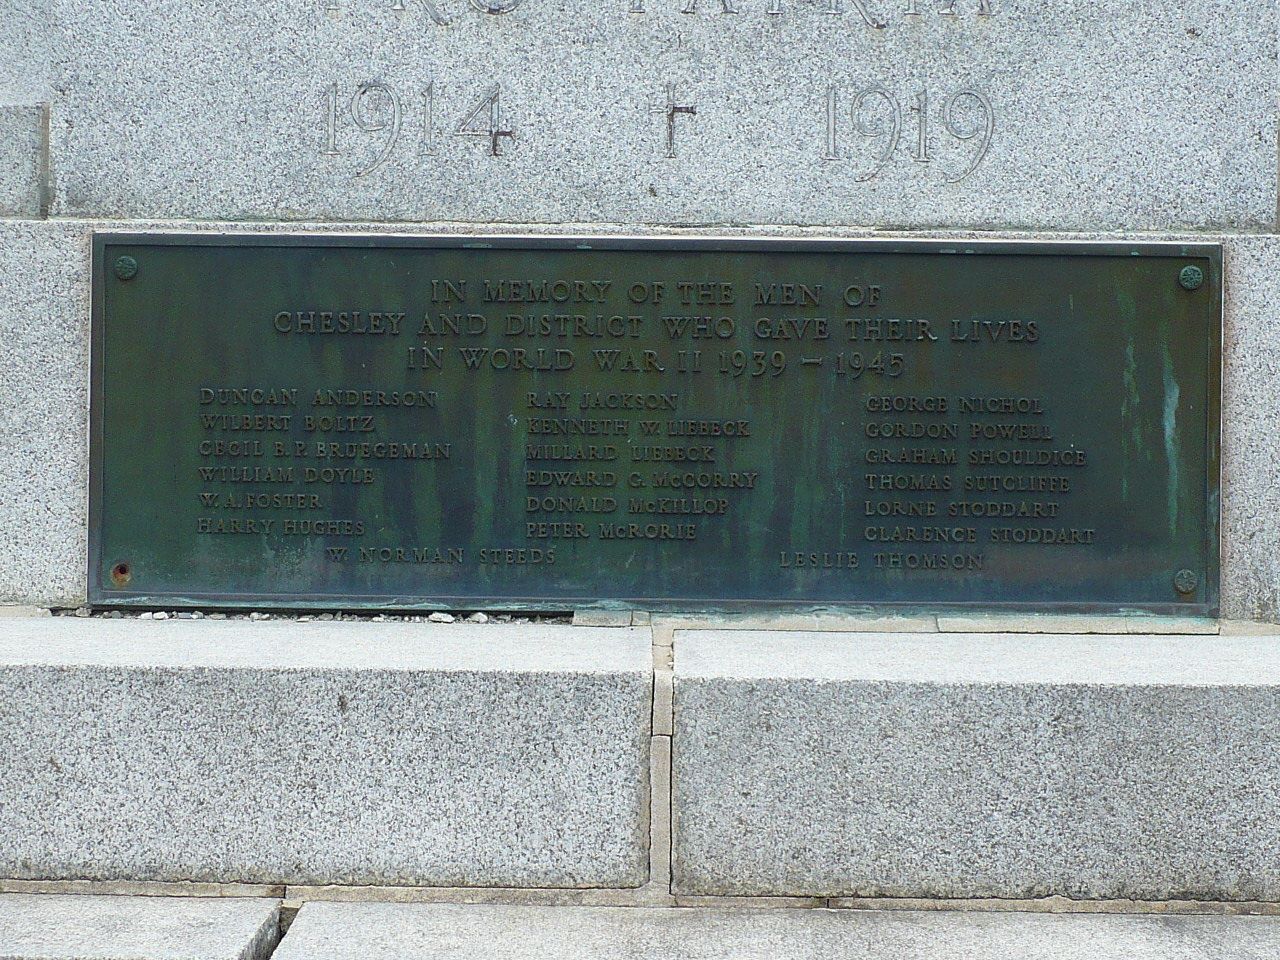 PRO PATRIA
1914 † 1919
IN MEMORY OF THE MEN OF
CHESLEY AND DISTRICT WHO GAVE THEIR LIVES
IN WORLD WAR II 1939 – 1945
DUNCAN ANDERSON RAY JACKSON GEORGE NICHOL
WILBERT BOLTZ KENNETH W. LIEBECK GORDON POWELL
CECIL B. P. BRUEGEMAN MILLARD LIEBECK GRAHAM SHOULDICE
WILLIAM DOYLE EDWARD G. McCORRY THOMAS SUTCLIFFE
W. A. FOSTER DONALD McKILLOP LORNE STODDART
HARRY HUGHES PETER McRORIE CLARENCE STODDART
W. NORMAN STEEDS LESLIE THOMSON